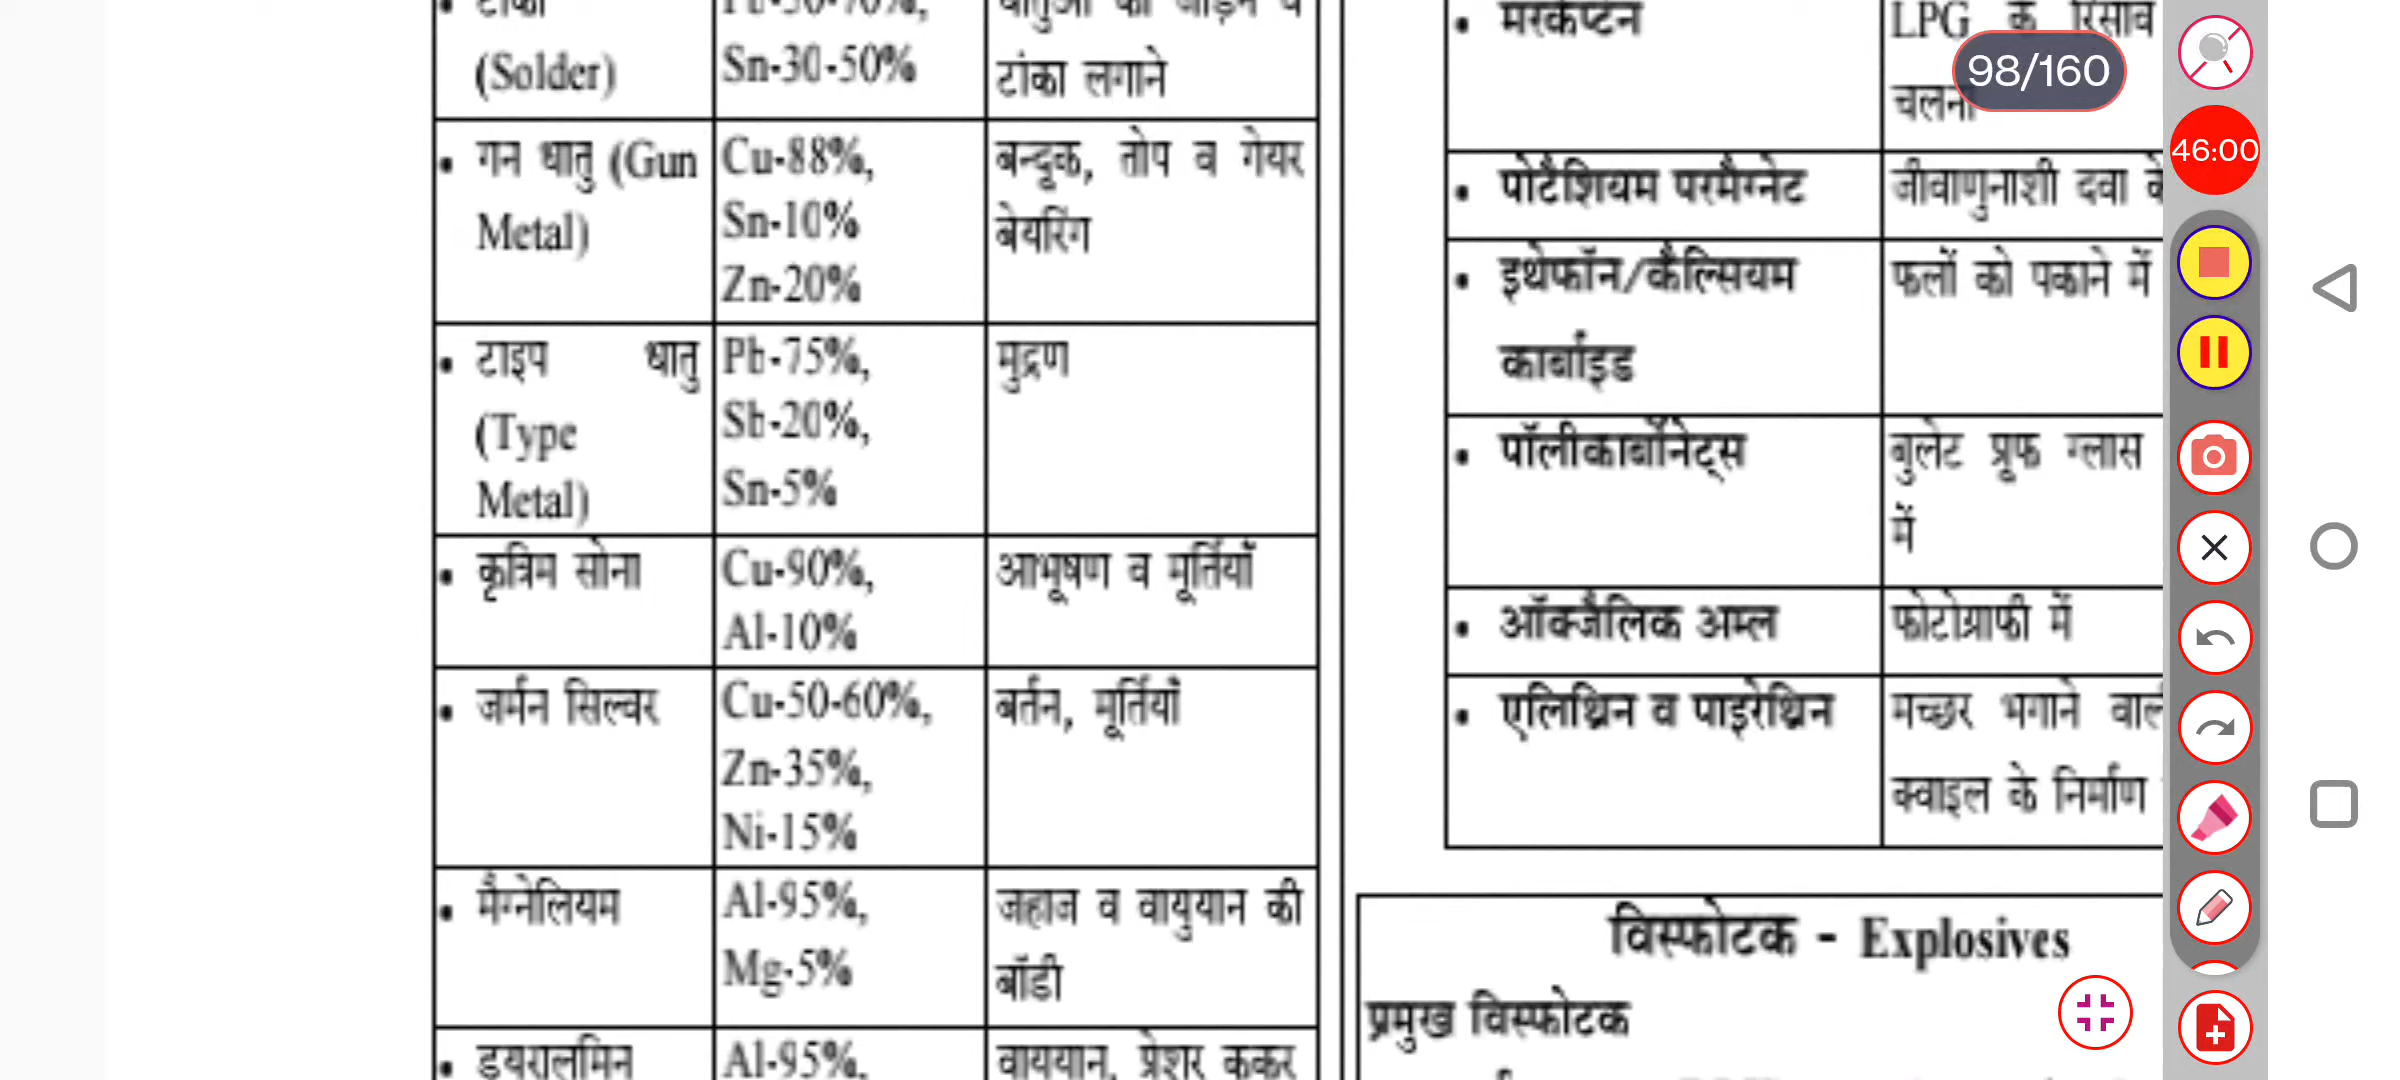 (Solder)
Sn-30-50%
टांका लगाने
• गन धातु (Gun
Metal)
Cu-88%,
Sn-10%
Zn-20%
बन्दूक, तोप व गेयर
बेयरिंग
• टाइप धातु
(Type
Metal)
Pb-75%,
Sb-20%,
Sn-5%
मुद्रण
• कृत्रिम सोना
Cu-90%,
Al-10%
आभूषण व मूर्तियाँ
• जर्मन सिल्वर
Cu-50-60%,
Zn-35%,
Ni-15%
बर्तन, मूर्तियाँ
• मैग्नेलियम
Al-95%,
Mg-5%
जहाज व वायुयान की
बॉडी
Al-95%,
वायुयान, प्रेशर कुकर
• मरकेप्टन
LPG के रिसाव
चलना
• पोटैशियम परमैग्नेट
जीवाणुनाशी दवा के
• इथेफॉन/कैल्सियम
कार्बाइड
फलों को पकाने में
• पॉलीकार्बोनेट्स
बुलेट प्रूफ ग्लास
में
• ऑक्जैलिक अम्ल
फोटोग्राफी में
• एलिथ्रिन व पाइरेथ्रिन
मच्छर भगाने
क्वाइल के निर्माण
विस्फोटक - Explosives
प्रमुख विस्फोटक
98/160
46:00